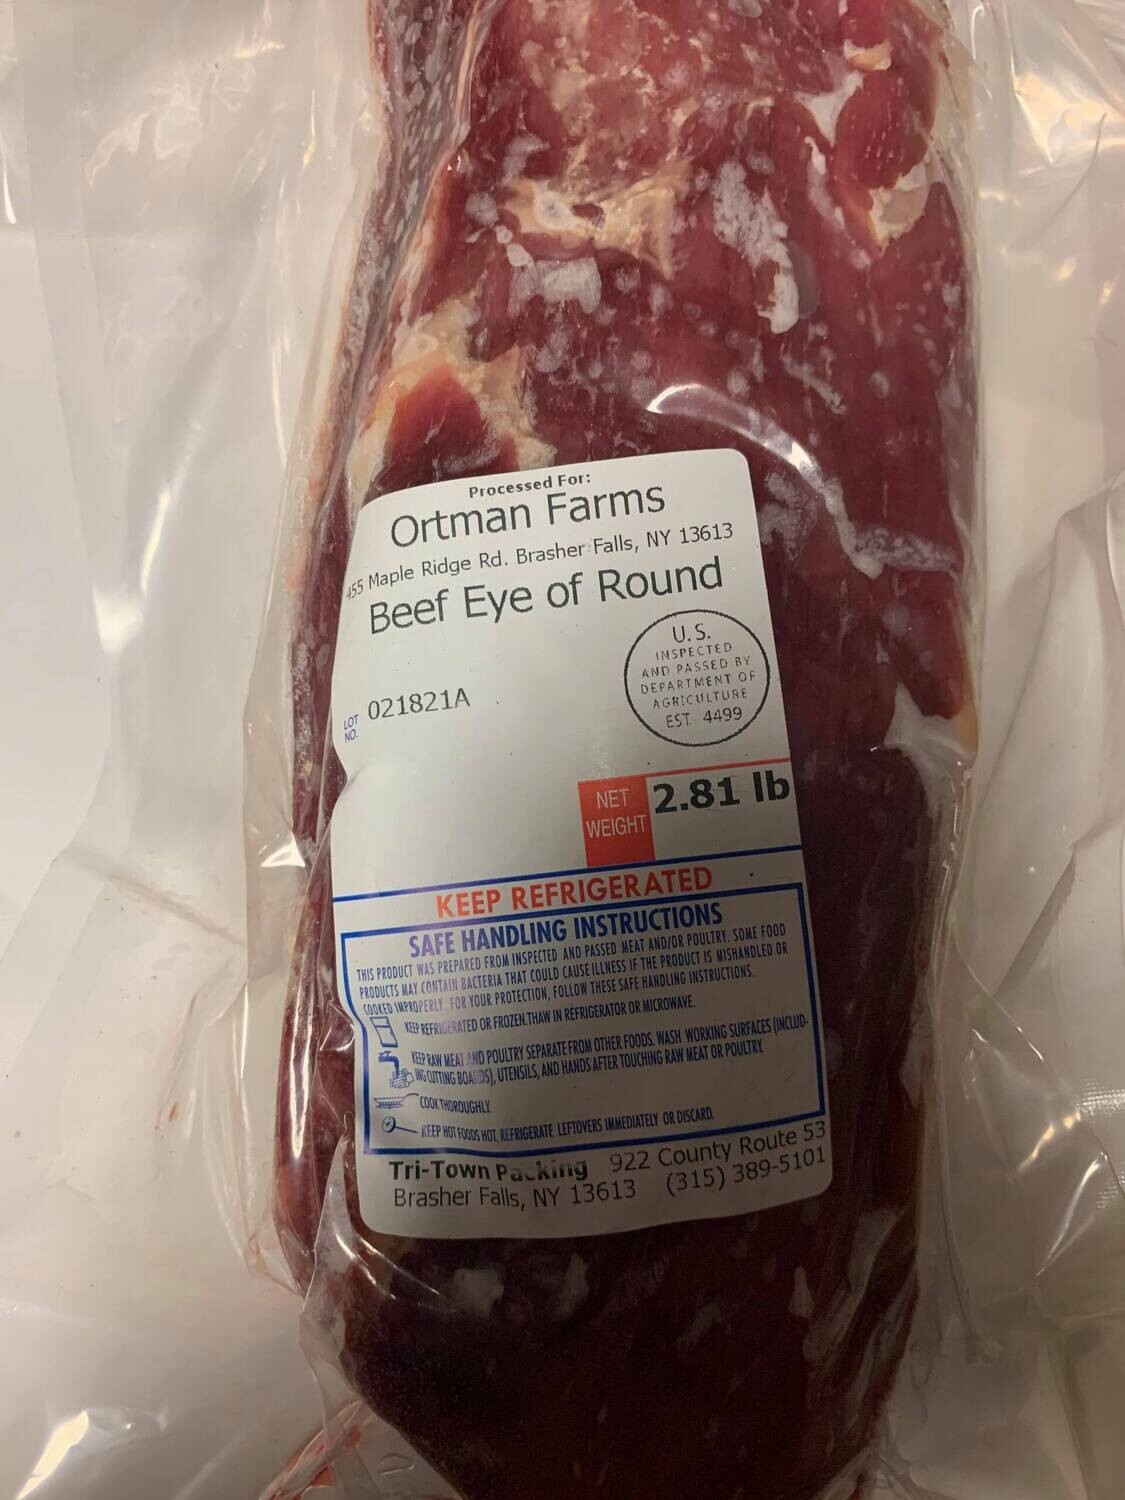 Processed For:
Ortman Farms
455 Maple Ridge Rd. Brasher Falls, NY 13613
Beef Eye of Round
U.S.
INSPECTED
AND PASSED BY
DEPARTMENT OF
AGRICULTURE
EST. 4499
LOT
NO.
021821A
NET
WEIGHT
2.81 lb
KEEP REFRIGERATED
SAFE HANDLING INSTRUCTIONS
THIS PRODUCT WAS PREPARED FROM INSPECTED AND PASSED MEAT AND/OR POULTRY. SOME FOOD
PRODUCTS MAY CONTAIN BACTERIA THAT COULD CAUSE ILLNESS IF THE PRODUCT IS MISHANDLED OR
COOKED IMPROPERLY. FOR YOUR PROTECTION, FOLLOW THESE SAFE HANDLING INSTRUCTIONS.
KEEP REFRIGERATED OR FROZEN. THAW IN REFRIGERATOR OR MICROWAVE.
KEEP RAW MEAT AND POULTRY SEPARATE FROM OTHER FOODS. WASH WORKING SURFACES (INCLUD-
ING CUTTING BOARDS), UTENSILS, AND HANDS AFTER TOUCHING RAW MEAT OR POULTRY.
COOK THOROUGHLY.
KEEP HOT FOODS HOT. REFRIGERATE LEFTOVERS IMMEDIATELY OR DISCARD.
Tri-Town Packing 922 County Route 53
Brasher Falls, NY 13613 (315) 389-5101